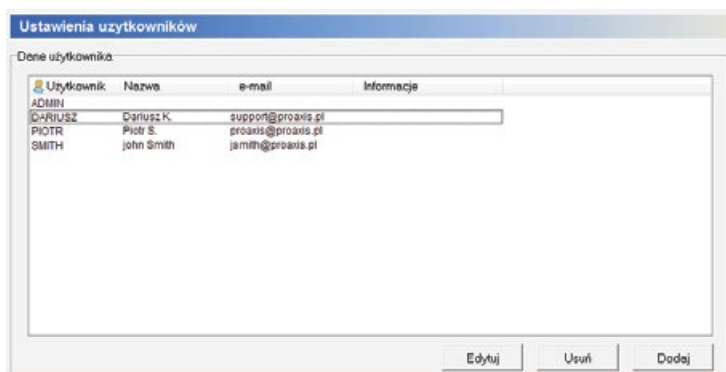 Ustawienia uzytkowników
Dane użytkownika
Użytkownik Nazwa e-mail Informacje
ADMIN
DARIUSZ Dariusz K. support@proaxis.pl
PIOTR Piotr S. proaxis@proaxis.pl
SMITH john Smith jsmith@proaxis.pl
Edytuj Usuń Dodaj